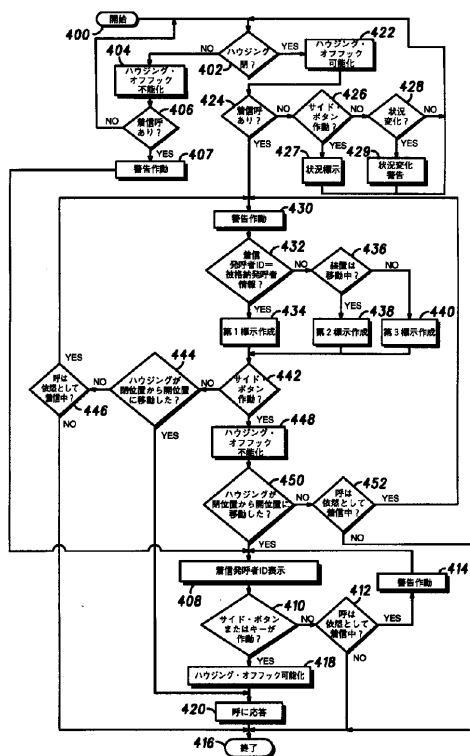 開始
400
ハウジング
閉？
402
NO
YES
422
ハウジング・
オフフック
可能化
404
ハウジング・
オフフック
不能化
406
着信呼
あり？
NO
YES
407
警告作動
424
着信呼
あり？
NO
YES
426
サイド・
ボタン
作動？
NO
YES
427
状況標示
428
状況
変化？
NO
YES
429
状況変化
警告
警告作動
430
432
着信
発呼者ID＝
被格納発呼者
情報？
NO
YES
436
装置は
移動中？
NO
YES
434
第1標示作成
438
第2標示作成
440
第3標示作成
442
サイド・
ボタン
作動？
NO
YES
444
ハウジングが
閉位置から開位置
に移動した？
NO
YES
呼は
依然として
着信中？
446
YES
NO
448
ハウジング・
オフフック
不能化
450
ハウジングが
閉位置から開位置に
移動した？
NO
YES
452
呼は
依然として
着信中？
YES
NO
着信発呼者ID表示
408
410
サイド・ボタン
またはキーが
作動？
NO
YES
412
呼は
依然として
着信中？
YES
NO
414
警告作動
418
ハウジング・オフフック可能化
420
呼に応答
416
終了